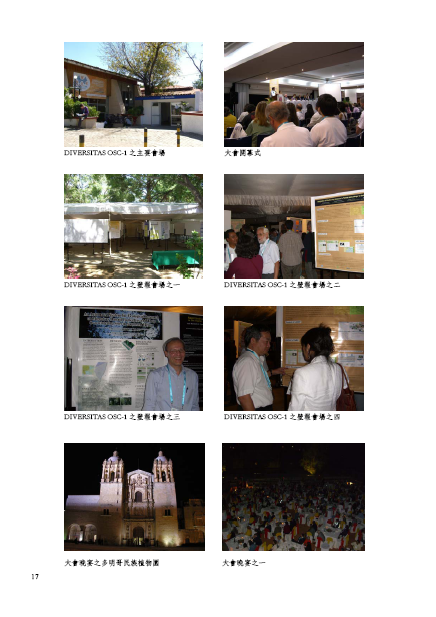 DIVERSITAS OSC-1 之主要會場
大會開幕式
DIVERSITAS OSC-1 之壁報會場之一
DIVERSITAS OSC-1 之壁報會場之二
DIVERSITAS OSC-1 之壁報會場之三
DIVERSITAS OSC-1 之壁報會場之四
大會晚宴之多明哥民族植物園
大會晚宴之一
17